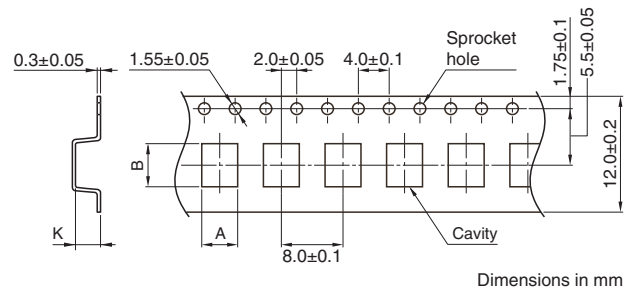 0.3±0.05
1.55±0.05
2.0±0.05
4.0±0.1
Sprocket
hole
1.75±0.1
5.5±0.05
12.0±0.2
B
K
A
8.0±0.1
Cavity
Dimensions in mm